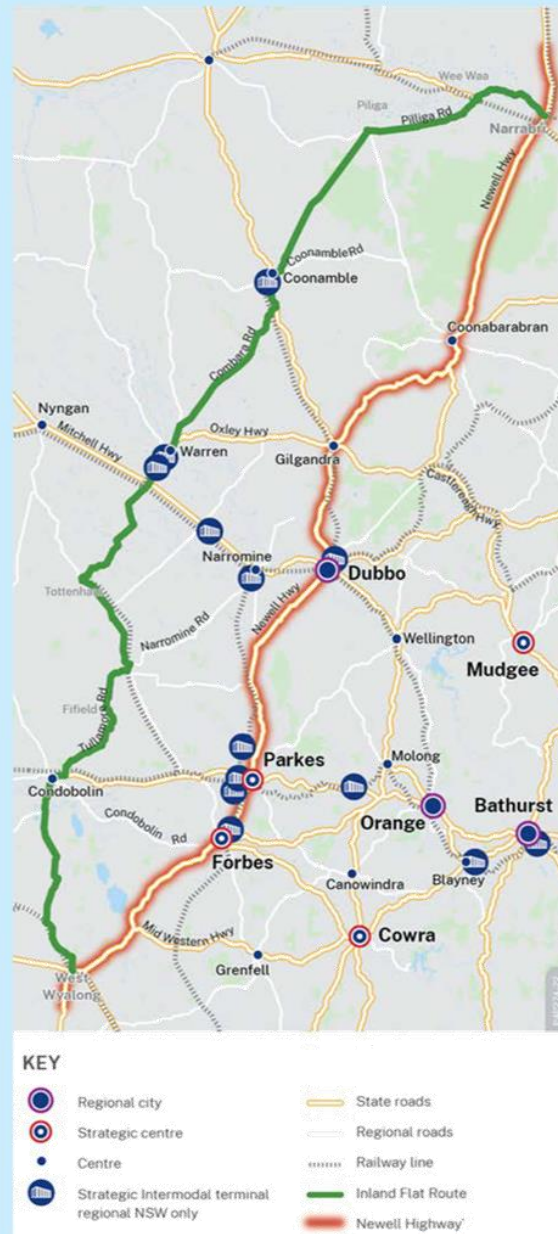 Wee Waa
Piliga
Pilliga Rd
Narrabri
Newell Hwy
Coonamble Rd
Coonamble
Combara Rd
Coonabarabran
Nyngan
Mitchell Hwy
Oxley Hwy
Warren
Gilgandra
Castlereagh Hwy
Narromine
Dubbo
Tottenham
Newell Hwy
Narromine Rd
Wellington
Mudgee
Fifield
Tullamore Rd
Parkes
Molong
Condobolin
Orange
Bathurst
Condobolin Rd
Forbes
Canowindra
Blayney
Mid Western Hwy
Cowra
Grenfell
West
Wyalong
KEY
Regional city
State roads
Strategic centre
Regional roads
Centre
Railway line
Strategic Intermodal terminal
regional NSW only
Inland Flat Route
Newell Highway'